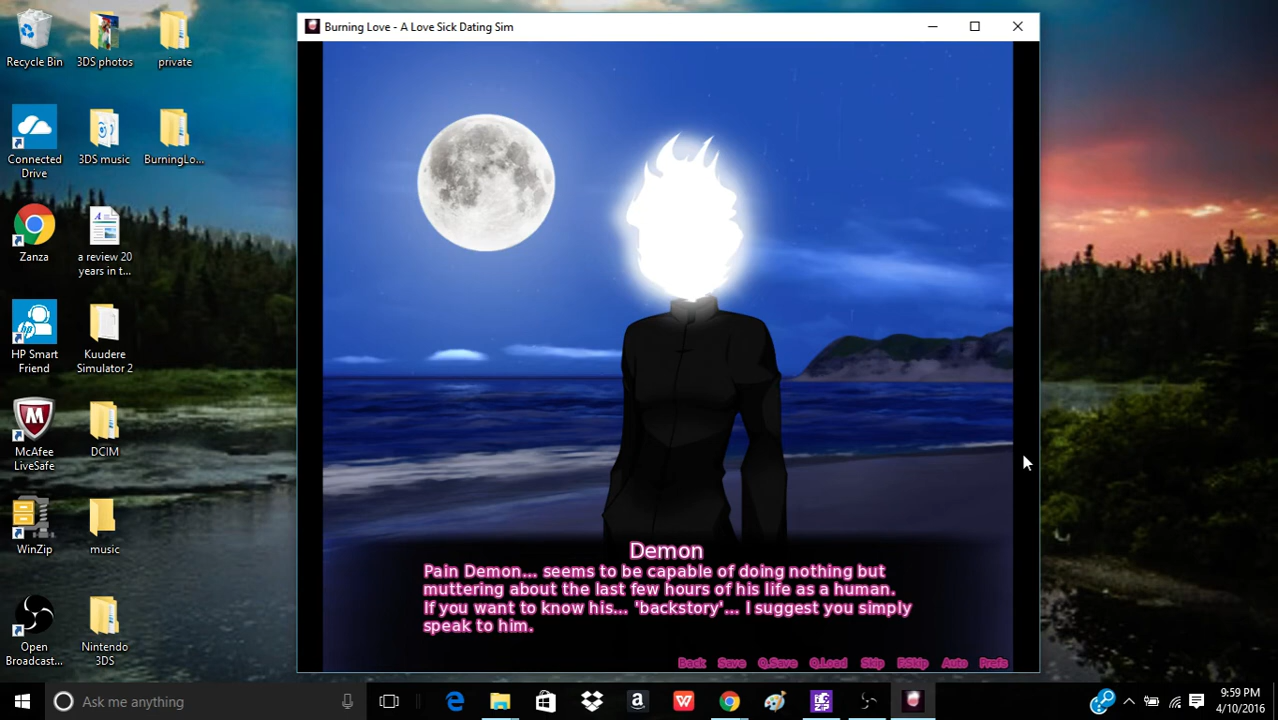 Burning Love - A Love Sick Dating Sim
Recycle Bin
3DS photos
private
Connected
Drive
3DS music
BurningLo...
Zanza
a review 20
years in t...
HP Smart
Friend
Kuudere
Simulator 2
McAfee
LiveSafe
DCIM
WinZip
music
Open
Broadcast...
Nintendo
3DS
Demon
Pain Demon... seems to be capable of doing nothing but
muttering about the last few hours of his life as a human.
If you want to know his... 'backstory'... I suggest you simply
speak to him.
Back Save Q.Save Q.Load Skip F.Skip Auto Prefs
Ask me anything
9:59 PM
4/10/2016